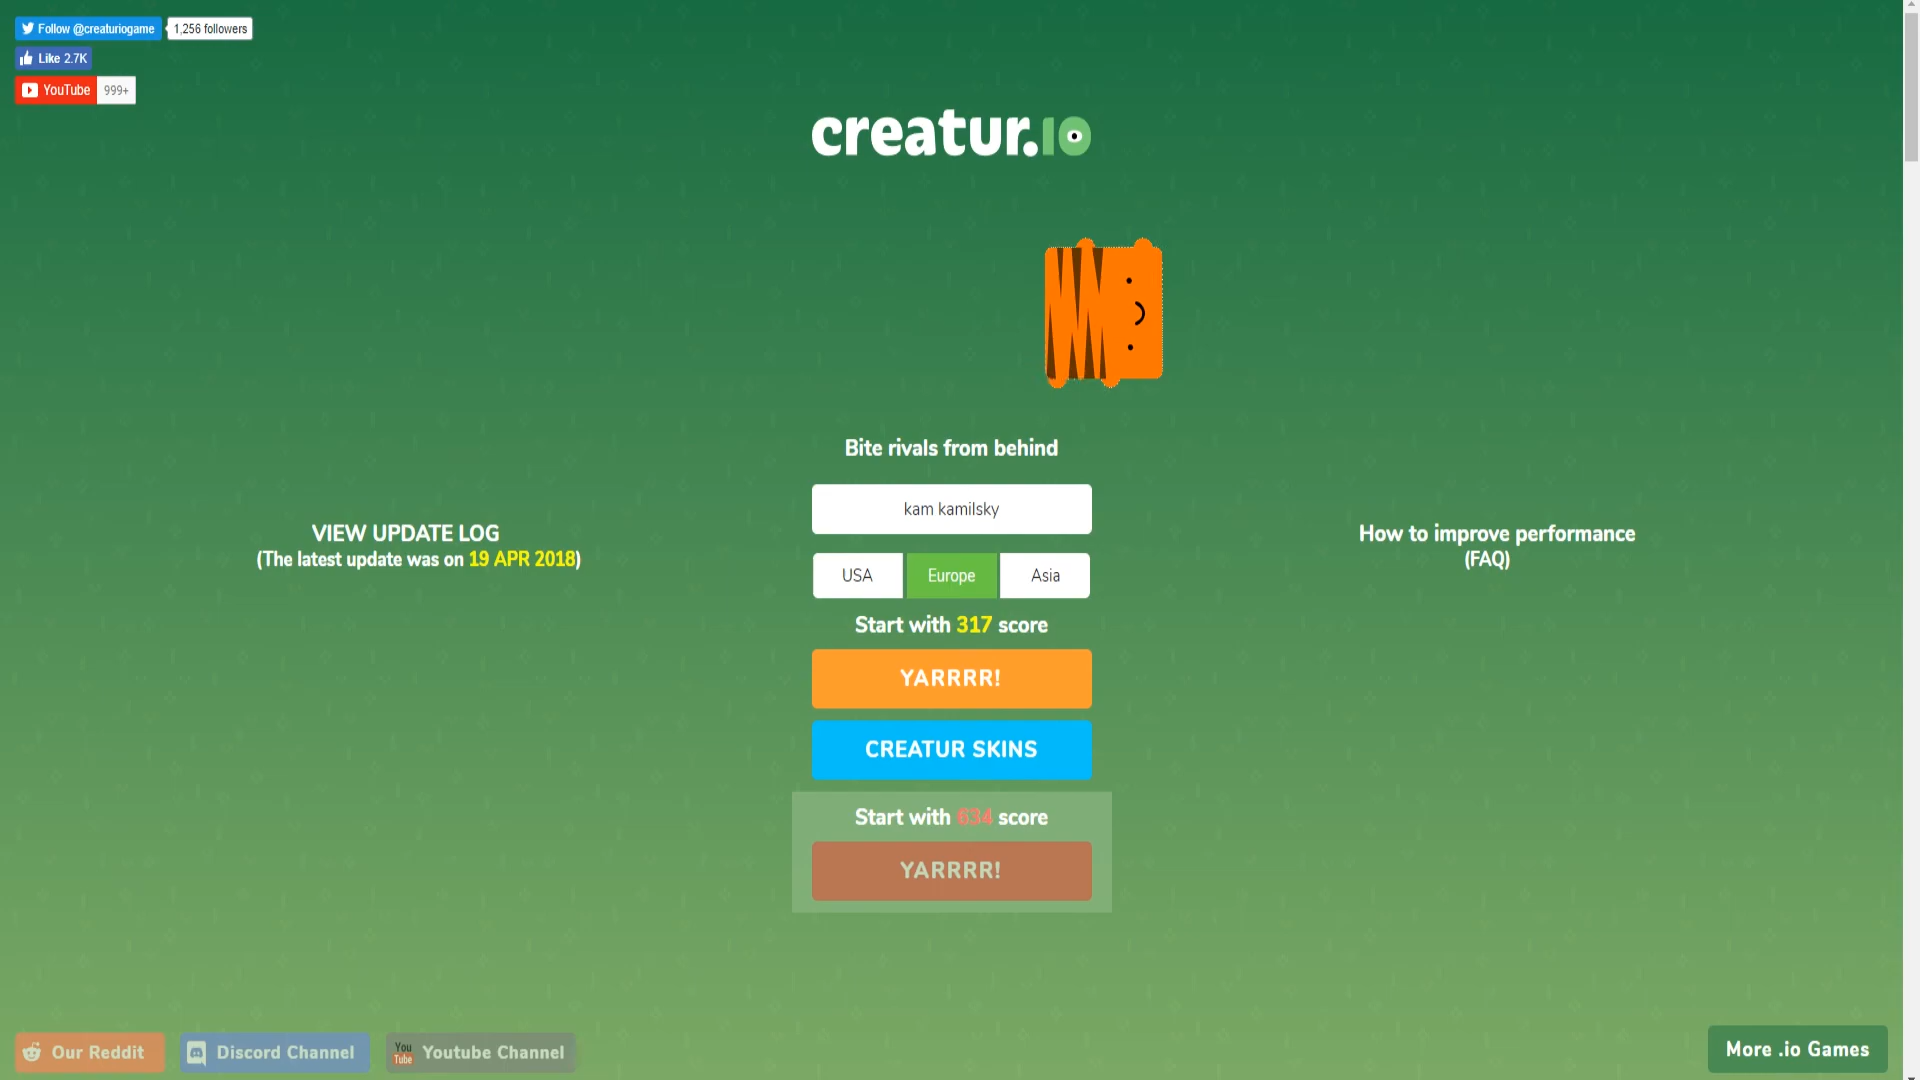 Follow @creaturiogame
1,256 followers
Like 2.7K
YouTube
999+
creatur.io
Bite rivals from behind
kam kamilsky
VIEW UPDATE LOG
(The latest update was on 19 APR 2018)
How to improve performance
(FAQ)
USA
Europe
Asia
Start with 317 score
YARRRR!
CREATUR SKINS
Start with 634 score
YARRRR!
Our Reddit
Discord Channel
You
Tube
Youtube Channel
More .io Games